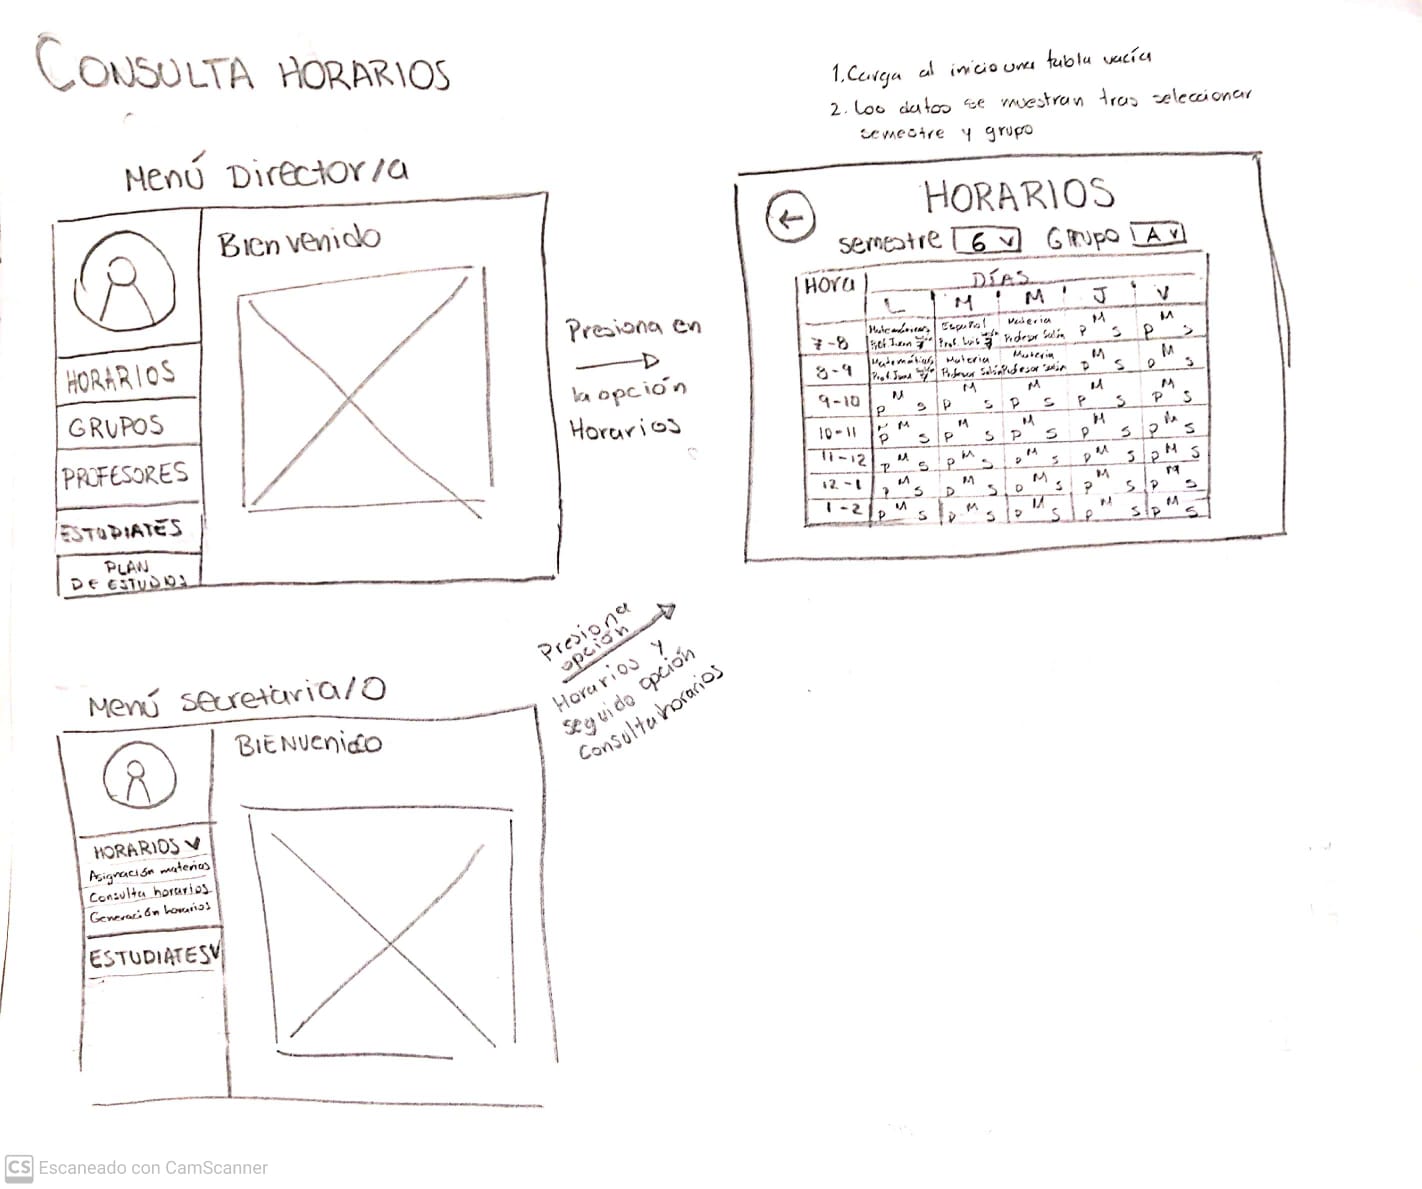 CONSULTA HORARIOS
1. Carga al inicio una tabla vacía
2. Los datos se muestran tras seleccionar
semestre y grupo
Menú Director/a
Bienvenido
HORARIOS
GRUPOS
PROFESORES
ESTUDIATES
PLAN
DE ESTUDIOS
Presiona en
la opción
Horarios
HORARIOS
semestre 6 Grupo A
Hora DÍAS
L M M J V
7-8 Español Materia M M
Prof. Luis Profesor Salón P S P S
8-9 Matemáticas Materia Materia M M
Prof. Juan Profesor Salón Profesor Salón P S P S
9-10 M M M M M
P S P S P S P S P S
10-11 M M M M M
P S P S P S P S P S
11-12 M M M M M
P S P S P S P S P S
12-1 M M M M M
P S P S P S P S P S
1-2 M M M M M
P S P S P S P S P S
Presiona
opción
Horarios y
seguido opción
Consulta horarios
Menú secretaria/o
BIENVENIDO
HORARIOS
Asignación materias
Consulta horarios
Generación horarios
ESTUDIATES
CS Escaneado con CamScanner